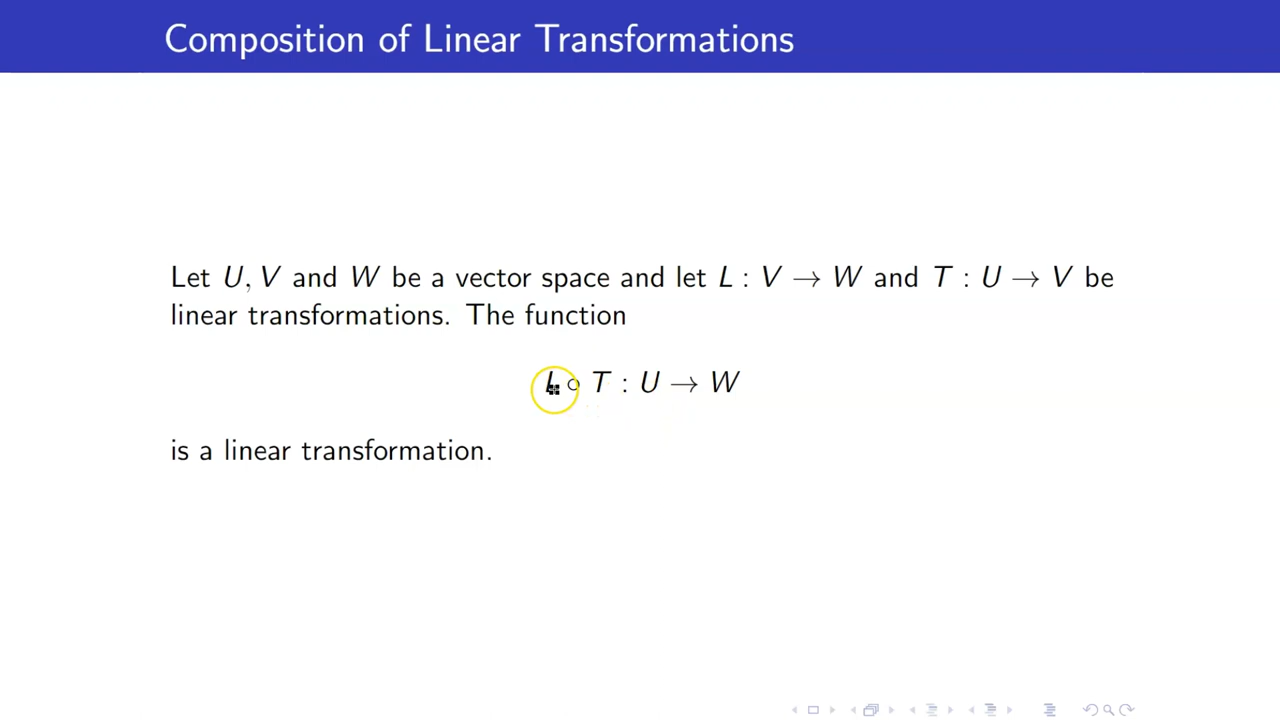 Composition of Linear Transformations
Let U, V and W be a vector space and let L : V → W and T : U → V be
linear transformations. The function
L ∘ T : U → W
is a linear transformation.